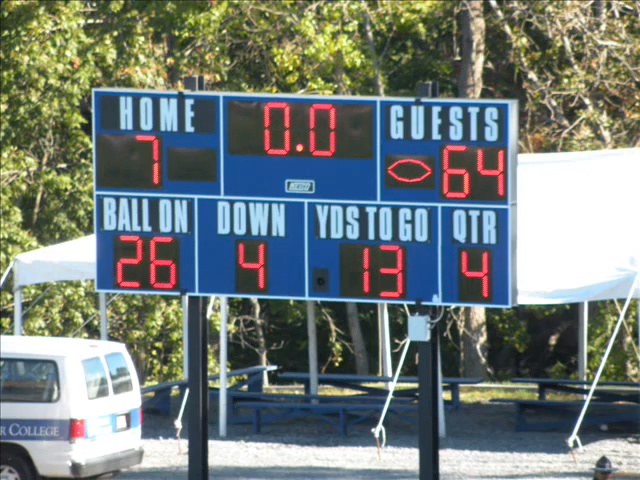 HOME
GUESTS
0.0
7
64
BALL ON
DOWN
YDS TO GO
QTR
26
4
13
4
COLLEGE